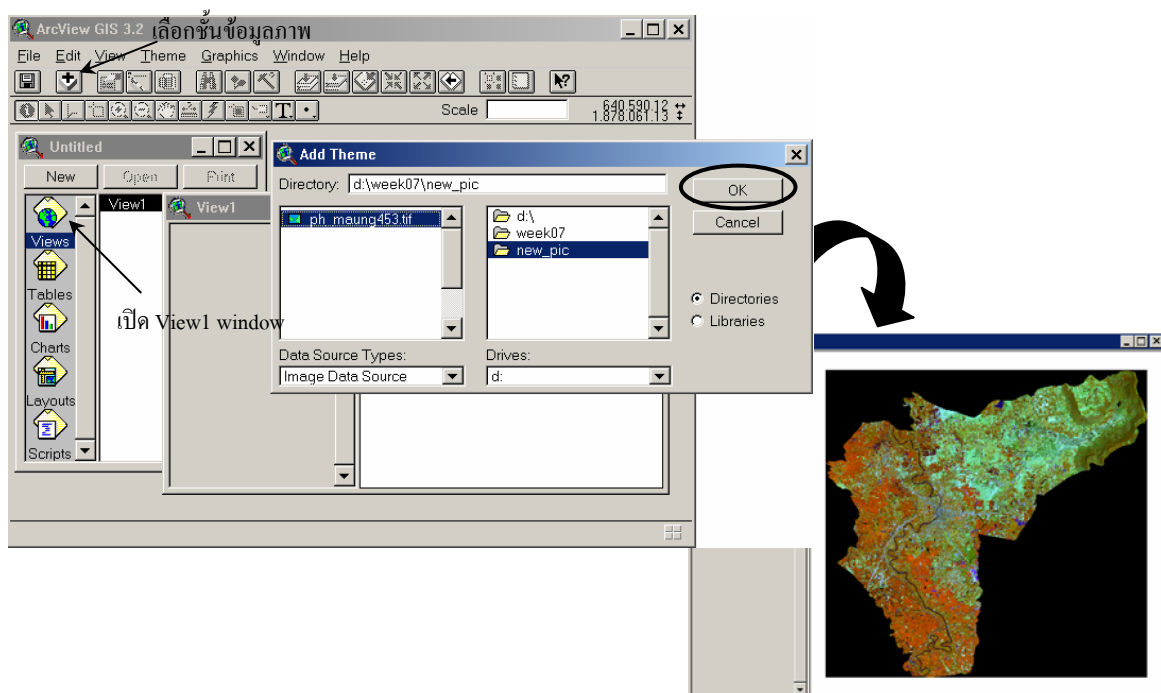 ArcView GIS 3.2
เลือกชั้นข้อมูลภาพ
File Edit View Theme Graphics Window Help
Scale
640,590.12
1,878,061.13
Untitled
New Open Print
Views
Tables
Charts
Layouts
Scripts
View1
View1
เปิด View1 window
Add Theme
Directory: d:\week07\new_pic
ph_maung453.tif
d:\
week07
new_pic
OK
Cancel
Directories
Libraries
Data Source Types:
Image Data Source
Drives:
d: